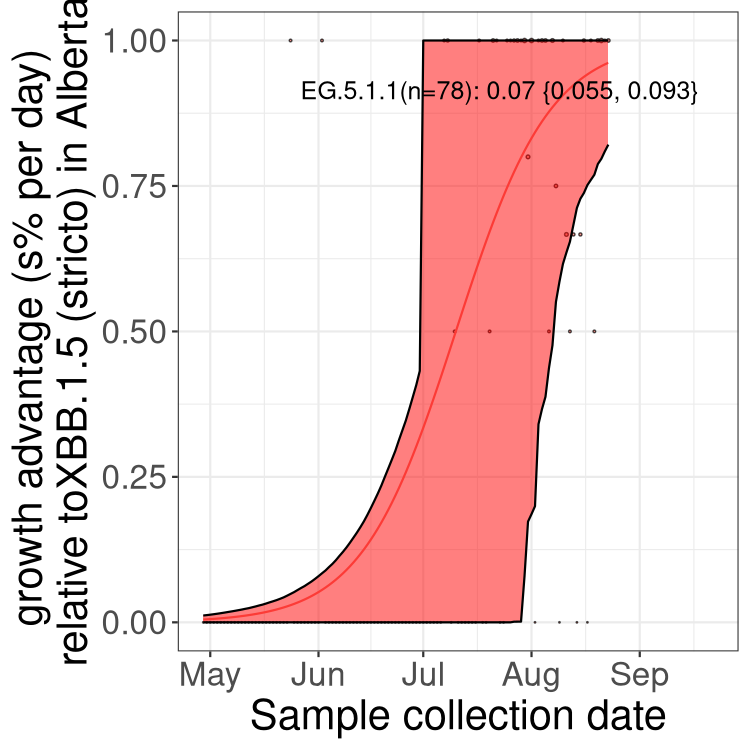 growth advantage (s% per day)
relative toXBB.1.5 (stricto) in Alberta
1.00
0.75
0.50
0.25
0.00
EG.5.1.1(n=78): 0.07 {0.055, 0.093}
May Jun Jul Aug Sep
Sample collection date